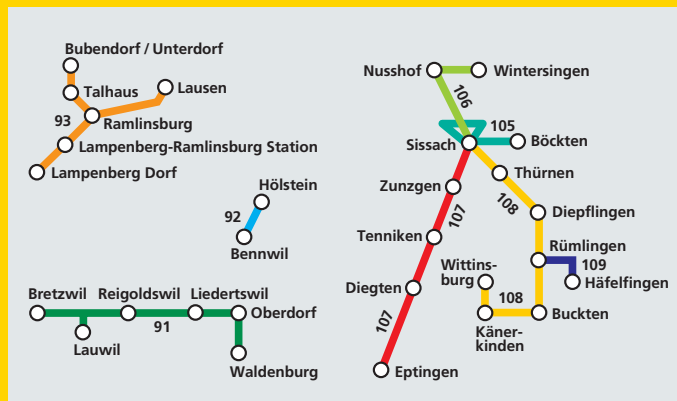 Bubendorf / Unterdorf
Talhaus
Lausen
93
Ramlinsburg
Lampenberg-Ramlinsburg Station
Lampenberg Dorf
Hölstein
92
Bennwil
Bretzwil
Reigoldswil
Liedertswil
Oberdorf
91
Lauwil
Waldenburg
Nusshof
Wintersingen
106
105
Sissach
Böckten
Thürnen
Zunzgen
108
107
Diepflingen
Tenniken
Rümlingen
Wittins-
burg
109
Häfelfingen
Diegten
108
107
Känerkinden
Buckten
Eptingen